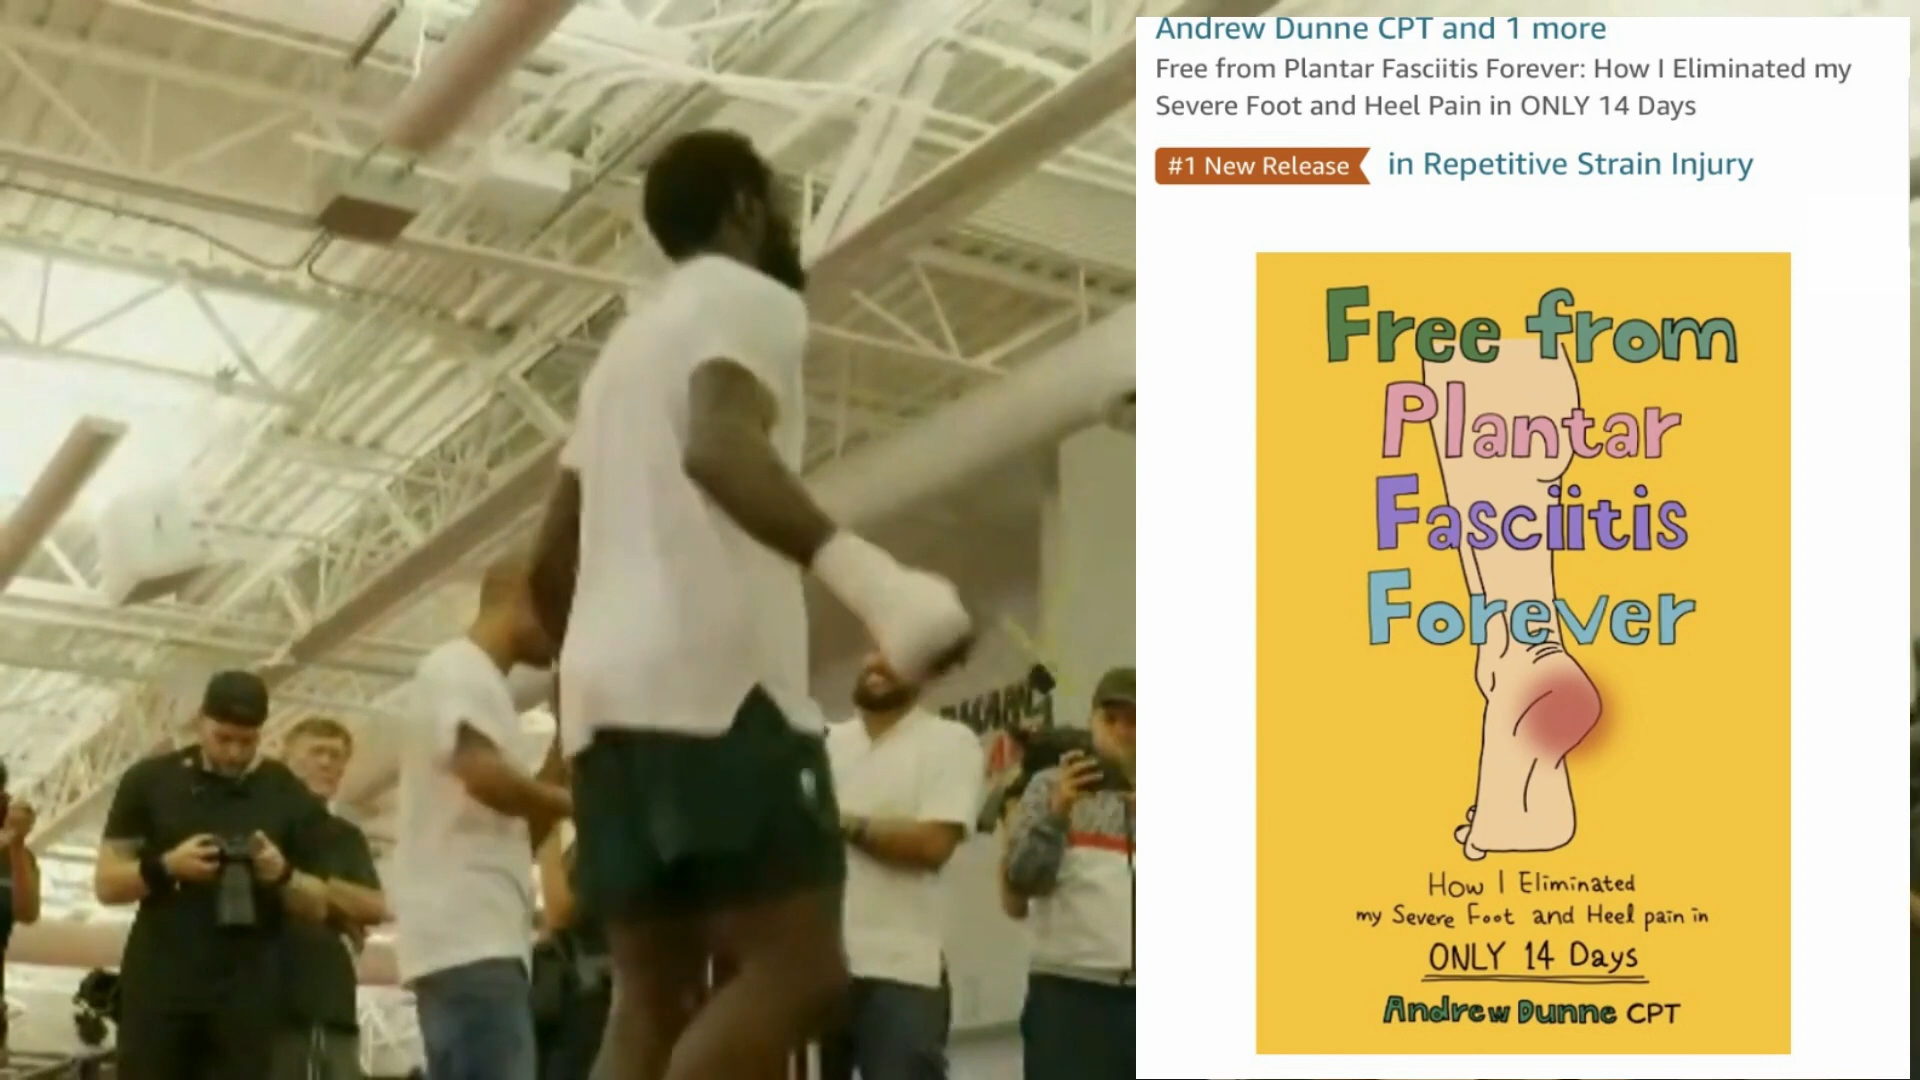 Andrew Dunne CPT and 1 more
Free from Plantar Fasciitis Forever: How I Eliminated my
Severe Foot and Heel Pain in ONLY 14 Days
#1 New Release in Repetitive Strain Injury
Free from
Plantar
Fasciitis
Forever
How I Eliminated
my Severe Foot and Heel pain in
ONLY 14 Days
Andrew Dunne CPT